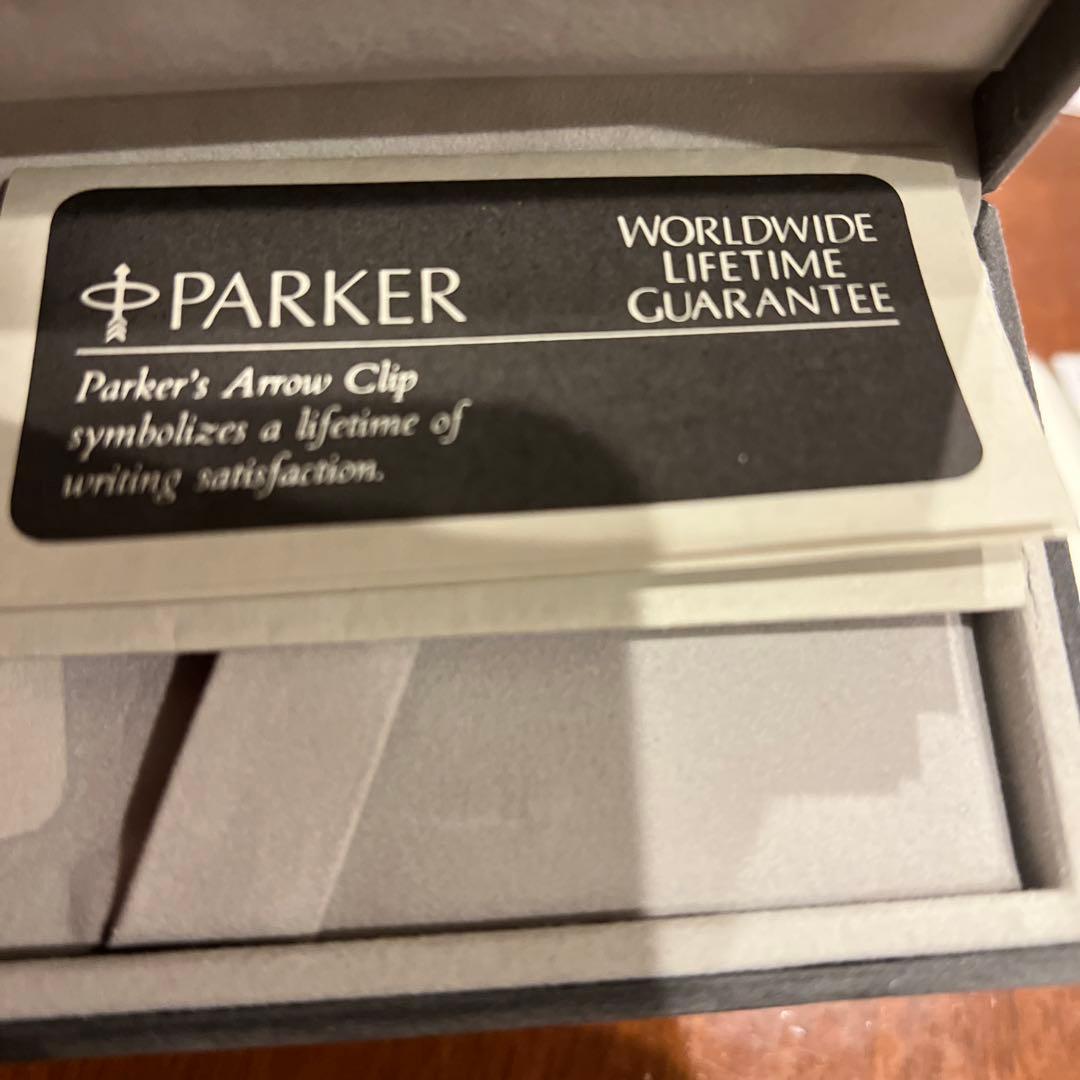 PARKER
WORLDWIDE
LIFETIME
GUARANTEE
Parker's Arrow Clip
symbolizes a lifetime of
writing satisfaction.